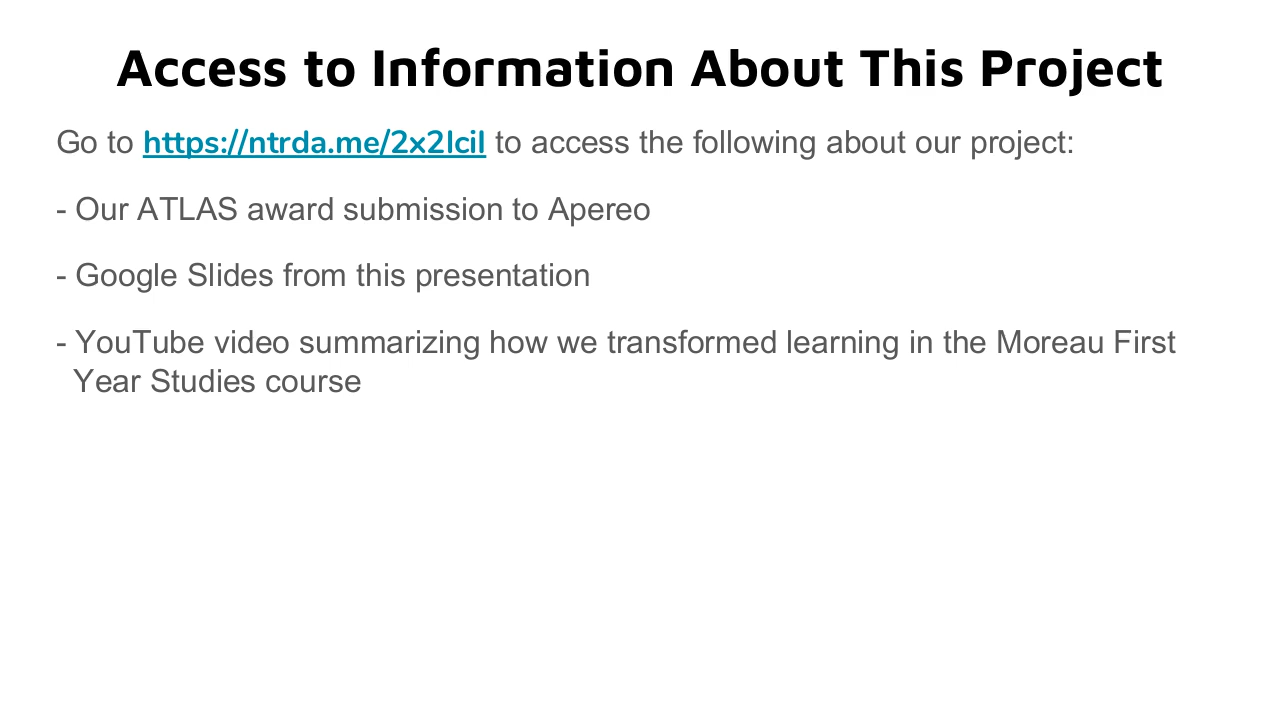 Access to Information About This Project
Go to https://ntrda.me/2x2IciI to access the following about our project:
- Our ATLAS award submission to Apereo
- Google Slides from this presentation
- YouTube video summarizing how we transformed learning in the Moreau First
Year Studies course